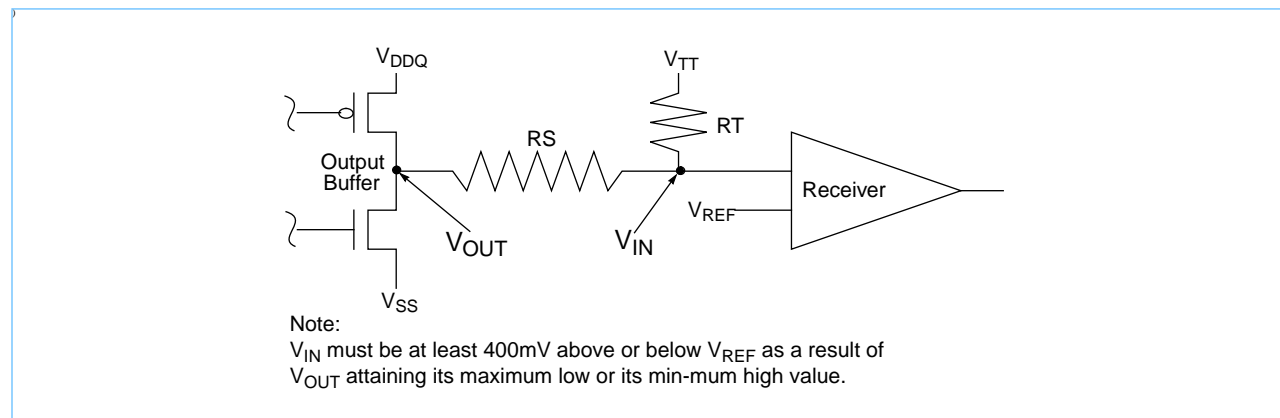 VDDQ
VTT
RS
RT
Output
Buffer
Receiver
VREF
VOUT
VIN
VSS
Note:
VIN must be at least 400mV above or below VREF as a result of
VOUT attaining its maximum low or its min-mum high value.